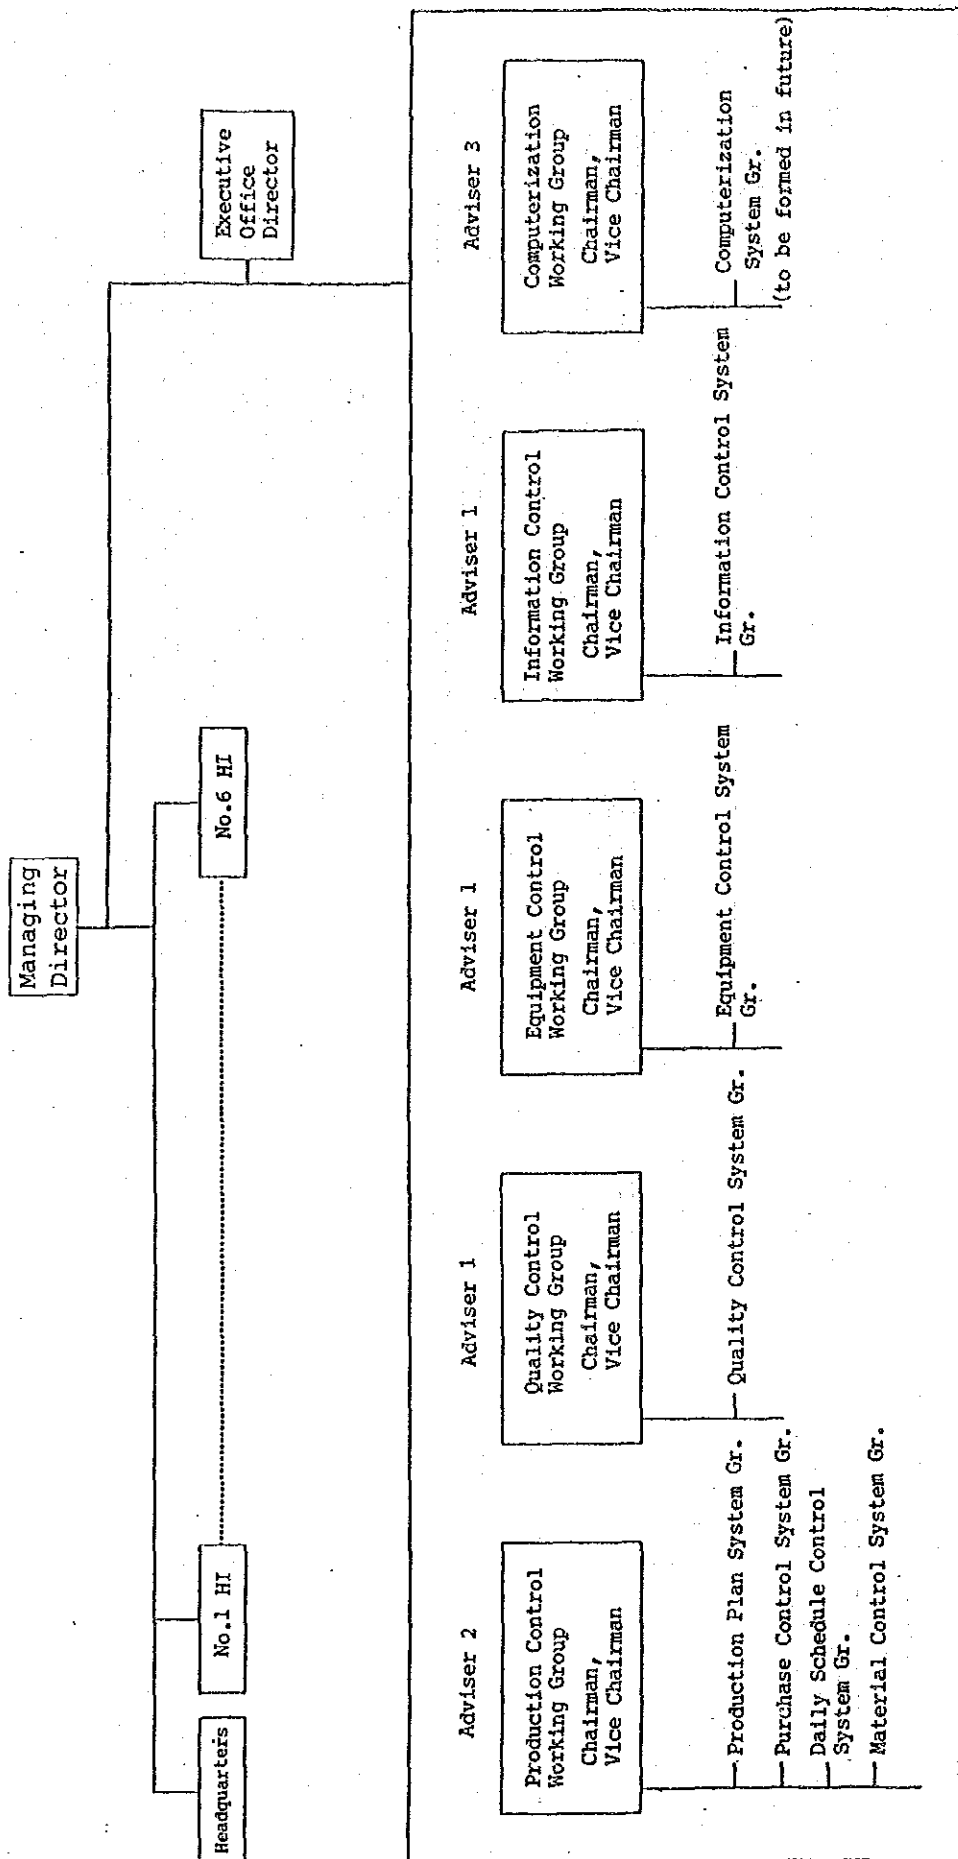 Managing
Director
Executive
Office
Director
Headquarters
No.1 HI
No.6 HI
Adviser 2
Production Control
Working Group
Chairman,
Vice Chairman
Production Plan System Gr.
Purchase Control System Gr.
Daily Schedule Control
System Gr.
Material Control System Gr.
Adviser 1
Quality Control
Working Group
Chairman,
Vice Chairman
Quality Control System Gr.
Adviser 1
Equipment Control
Working Group
Chairman,
Vice Chairman
Equipment Control System
Gr.
Adviser 1
Information Control
Working Group
Chairman,
Vice Chairman
Information Control System
Gr.
Adviser 3
Computerization
Working Group
Chairman,
Vice Chairman
Computerization
System Gr.
(to be formed in future)